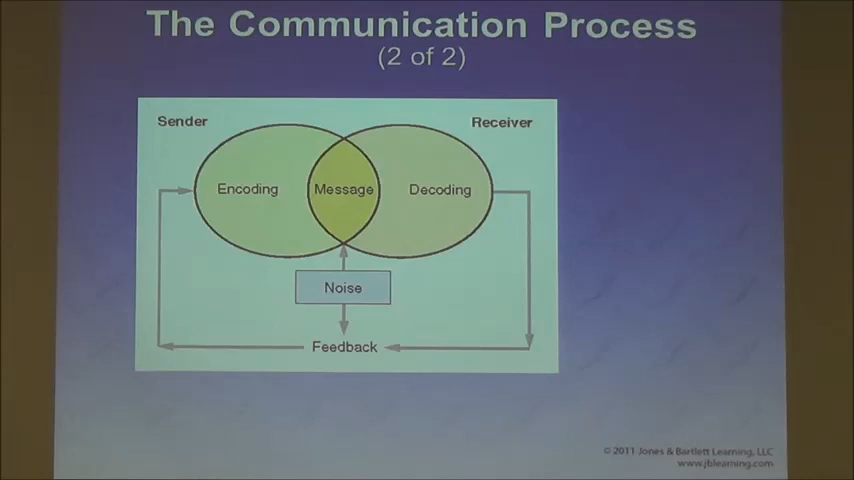 The Communication Process
(2 of 2)
Sender
Receiver
Encoding
Message
Decoding
Noise
Feedback
© 2011 Jones & Bartlett Learning, LLC
www.jblearning.com